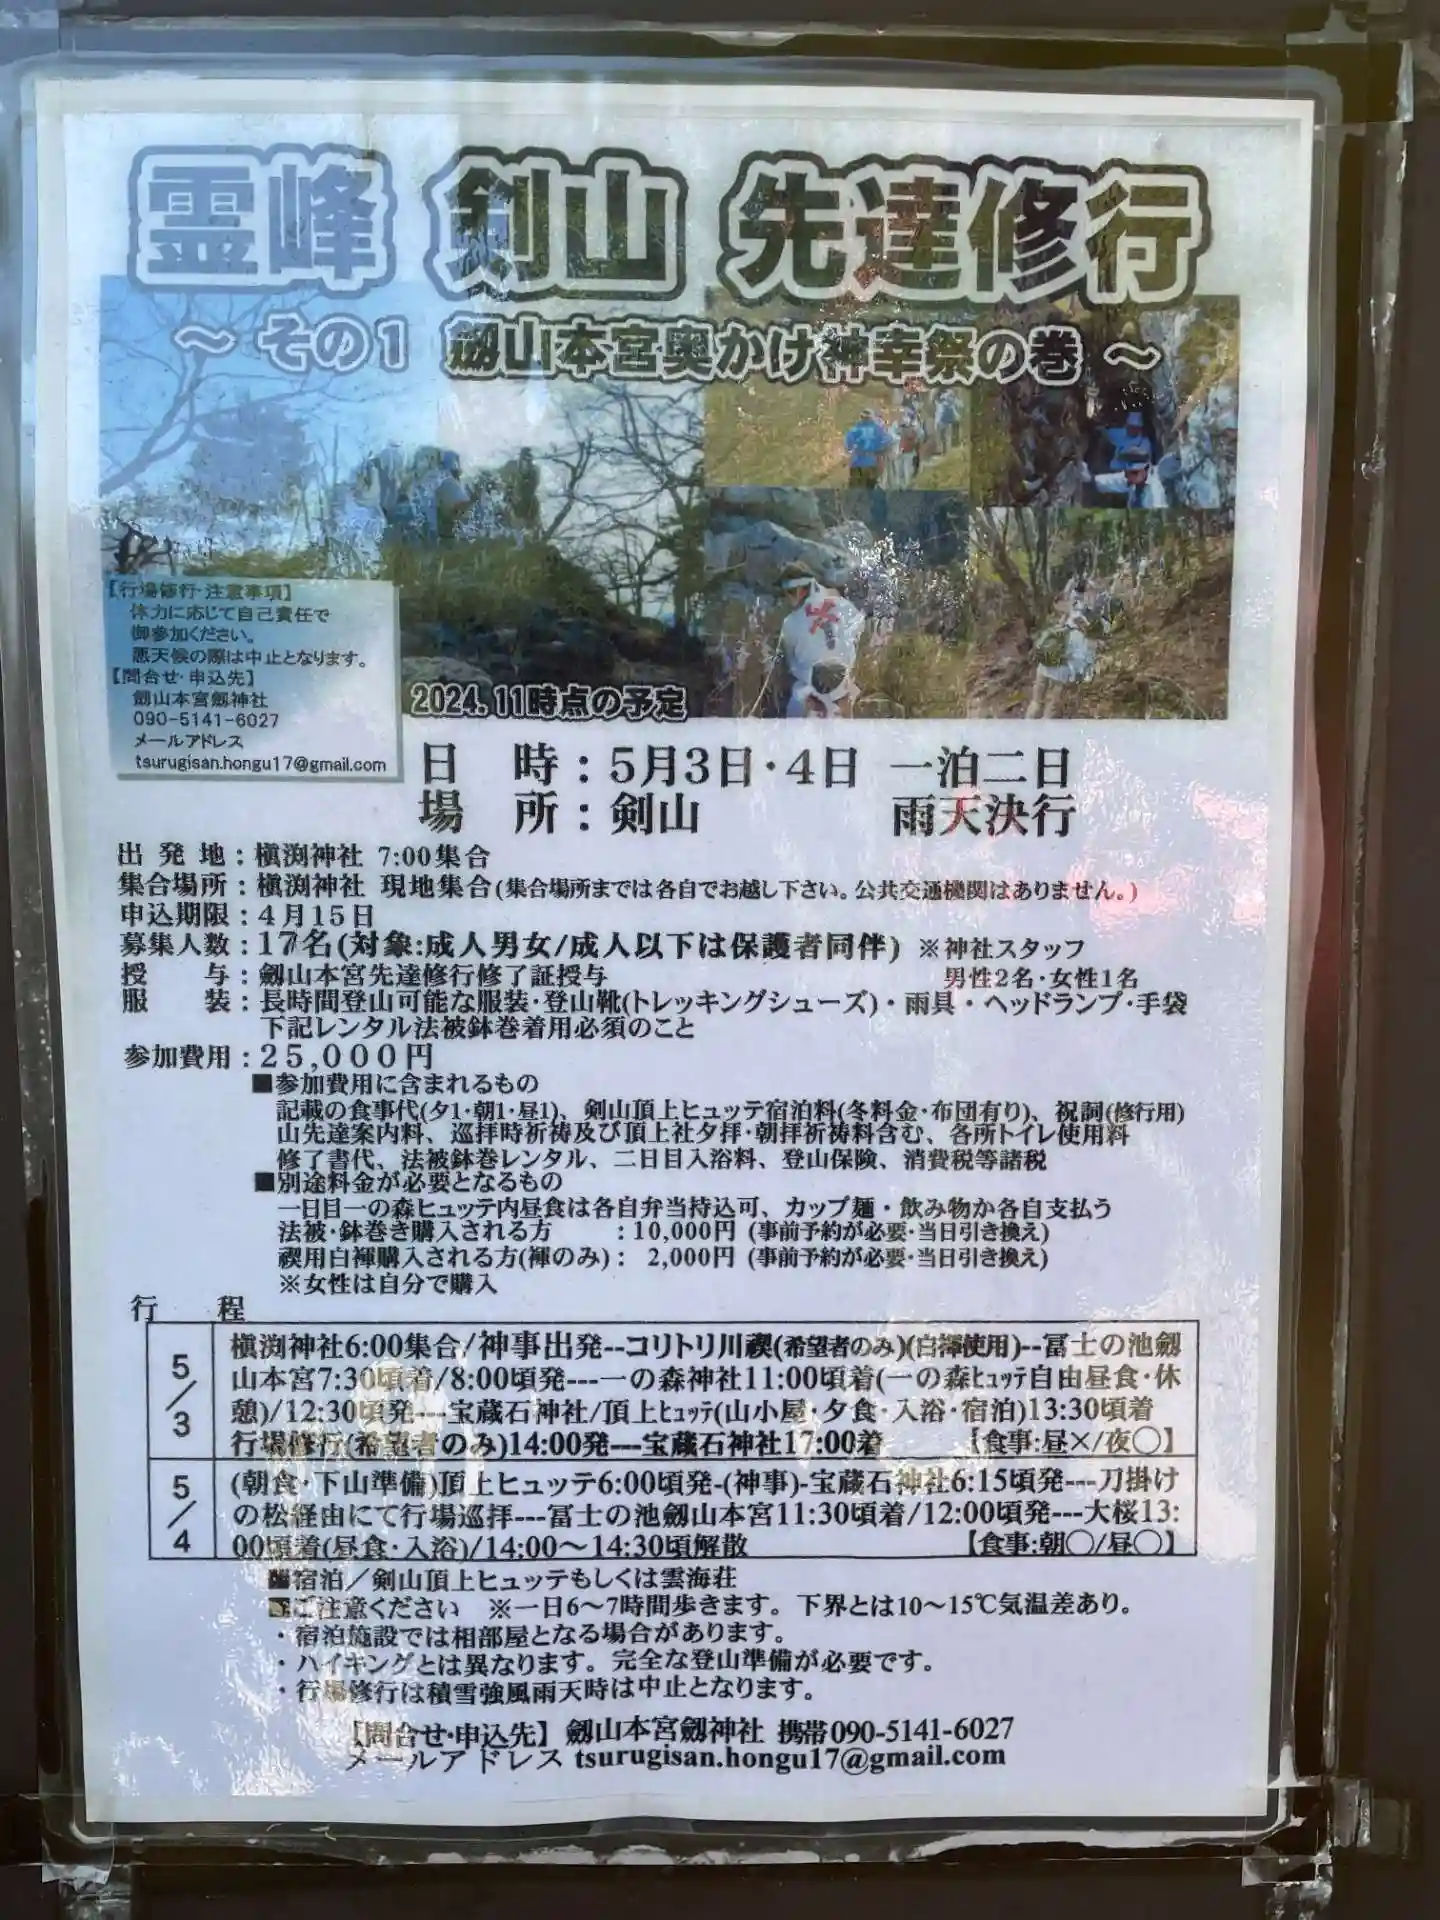 霊峰 剣山 先達修行
～ その1 劔山本宮奥かけ神幸祭の巻 ～
【行場修行・注意事項】
体力に応じて自己責任で
御参加ください。
悪天候の際は中止となります。
【問合せ・申込先】
劔山本宮劔神社
090-5141-6027
メールアドレス
tsurugisan.hongu17@gmail.com
2024.11時点の予定
日　時：5月3日・4日 一泊二日
場　所：剣山 雨天決行
出発地：槇渕神社 7:00集合
集合場所：槇渕神社 現地集合(集合場所までは各自でお越し下さい。公共交通機関はありません。)
申込期限：4月15日
募集人数：17名(対象:成人男女/成人以下は保護者同伴) ※神社スタッフ
男性2名・女性1名
授　与：劔山本宮先達修行修了証授与
服　装：長時間登山可能な服装・登山靴(トレッキングシューズ)・雨具・ヘッドランプ・手袋
下記レンタル法被鉢巻着用必須のこと
参加費用：25,000円
■参加費用に含まれるもの
記載の食事代(夕1・朝1・昼1)、剣山頂上ヒュッテ宿泊料(冬料金・布団有り)、祝詞(修行用)
山先達案内料、巡拝時祈祷及び頂上社夕拝・朝拝祈祷料含む、各所トイレ使用料
修了書代、法被鉢巻レンタル、二日目入浴料、登山保険、消費税等諸税
■別途料金が必要となるもの
一日目一の森ヒュッテ内昼食は各自弁当持込可、カップ麺・飲み物か各自支払う
法被・鉢巻き購入される方　：10,000円 (事前予約が必要・当日引き換え)
禊用白褌購入される方(褌のみ)： 2,000円 (事前予約が必要・当日引き換え)
※女性は自分で購入
行　程
5/3
槇渕神社6:00集合/神事出発--コリトリ川禊(希望者のみ)(白褌使用)--冨士の池劔
山本宮7:30頃着/8:00頃発---一の森神社11:00頃着(一の森ﾋｭｯﾃ自由昼食・休
憩)/12:30頃発---宝蔵石神社/頂上ﾋｭｯﾃ(山小屋・夕食・入浴・宿泊)13:30頃着
行場修行(希望者のみ)14:00発---宝蔵石神社17:00着 【食事:昼×/夜〇】
5/4
(朝食・下山準備)頂上ヒュッテ6:00頃発-(神事)-宝蔵石神社6:15頃発---刀掛け
の松経由にて行場巡拝---冨士の池劔山本宮11:30頃着/12:00頃発---大桜13:
00頃着(昼食・入浴)/14:00～14:30頃解散 【食事:朝〇/昼〇】
■宿泊／剣山頂上ヒュッテもしくは雲海荘
■ご注意ください ※一日6～7時間歩きます。下界とは10～15℃気温差あり。
・宿泊施設では相部屋となる場合があります。
・ハイキングとは異なります。完全な登山準備が必要です。
・行場修行は積雪強風雨天時は中止となります。
【問合せ・申込先】劔山本宮劔神社 携帯090-5141-6027
メールアドレス tsurugisan.hongu17@gmail.com